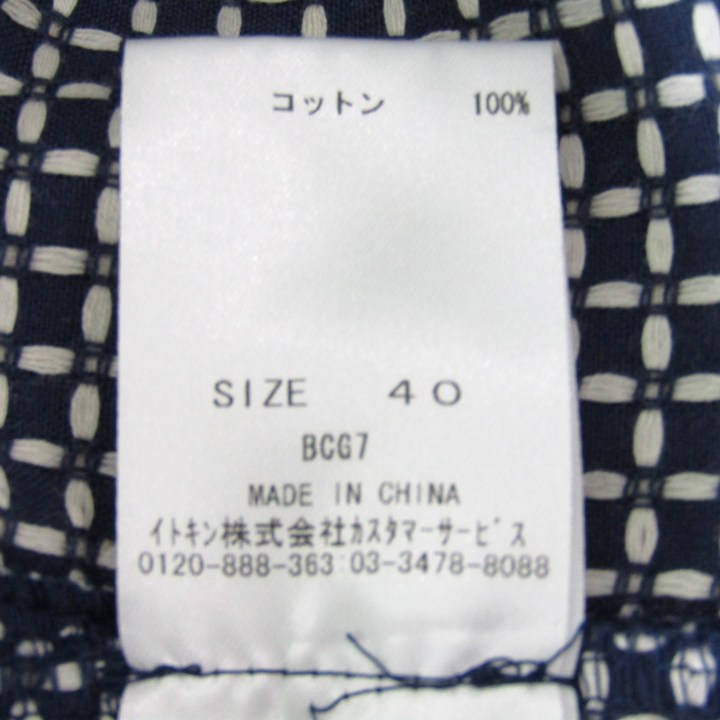 コットン 100%
SIZE 40
BCG7
MADE IN CHINA
イトキン株式会社カスタマーサービス
0120-888-363 03-3478-8088